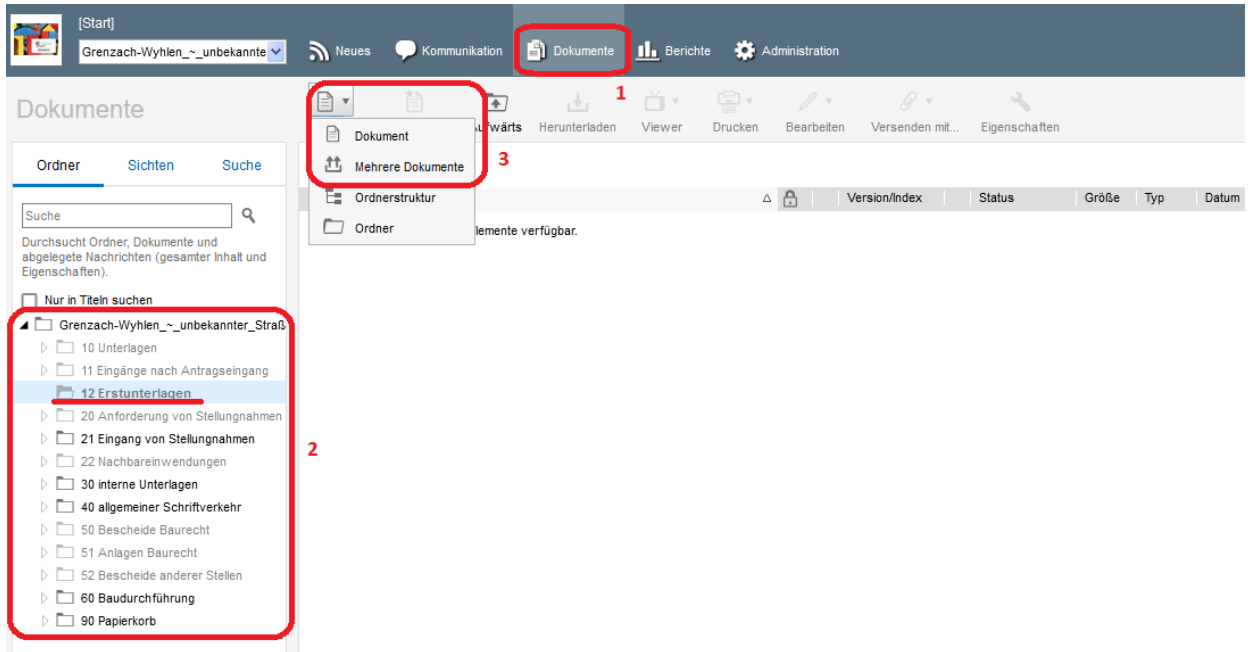 [Start]
Grenzach-Wyhlen_~_unbekannte
Neues
Kommunikation
Dokumente
Berichte
Administration
1
Dokumente
Aufwärts
Herunterladen
Viewer
Drucken
Bearbeiten
Versenden mit...
Eigenschaften
Dokument
Mehrere Dokumente
3
Ordnerstruktur
Ordner
Ordner
Sichten
Suche
Version/Index
Status
Größe
Typ
Datum
lemente verfügbar.
Suche
Durchsucht Ordner, Dokumente und
abgelegete Nachrichten (gesamter Inhalt und
Eigenschaften).
Nur in Titeln suchen
Grenzach-Wyhlen_~_unbekannter_Straß
10 Unterlagen
11 Eingänge nach Antragseingang
12 Erstunterlagen
20 Anforderung von Stellungnahmen
21 Eingang von Stellungnahmen
22 Nachbareinwendungen
30 interne Unterlagen
40 allgemeiner Schriftverkehr
50 Bescheide Baurecht
51 Anlagen Baurecht
52 Bescheide anderer Stellen
60 Baudurchführung
90 Papierkorb
2